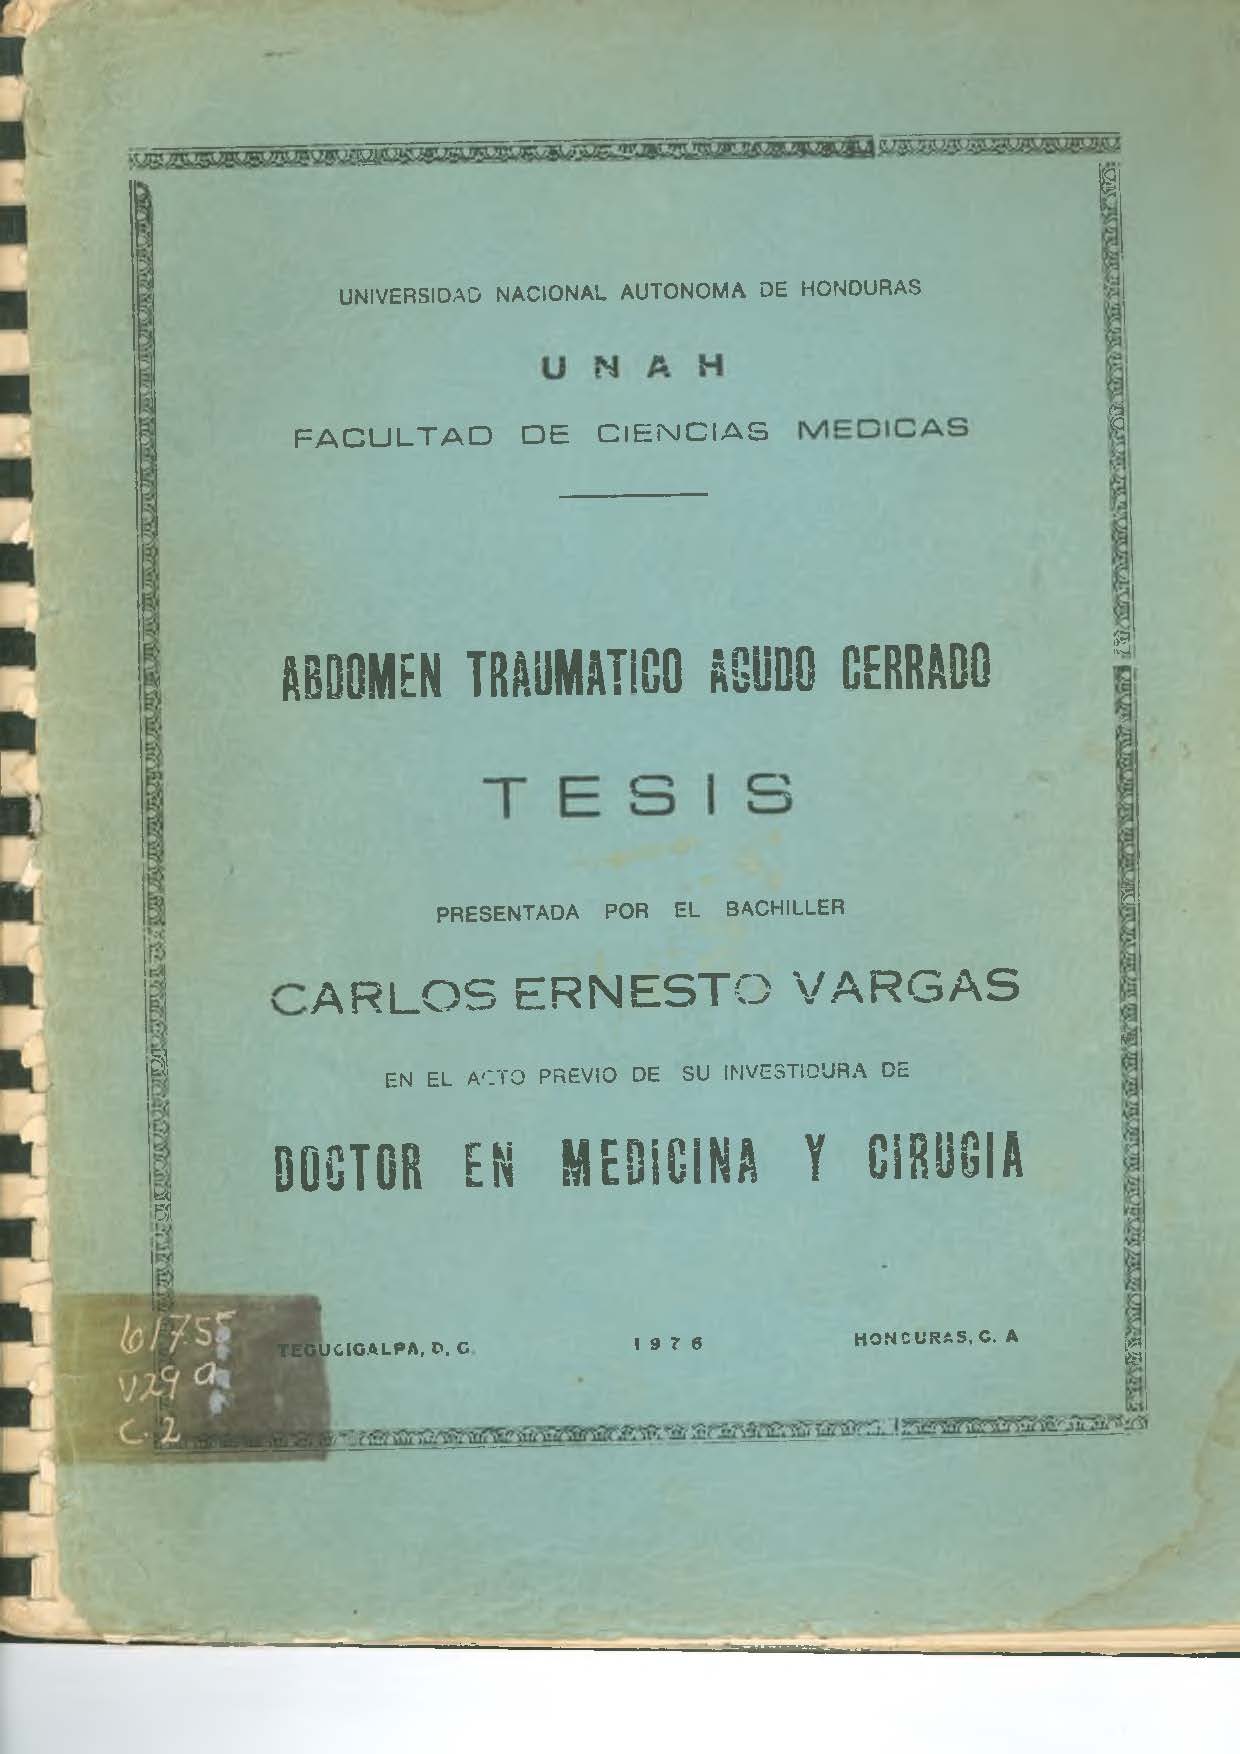 UNIVERSIDAD NACIONAL AUTONOMA DE HONDURAS
UNAH
FACULTAD DE CIENCIAS MEDICAS
ABDOMEN TRAUMATICO AGUDO CERRADO
TESIS
PRESENTADA POR EL BACHILLER
CARLOS ERNESTO VARGAS
EN EL ACTO PREVIO DE SU INVESTIDURA DE
DOCTOR EN MEDICINA Y CIRUGIA
TEGUCIGALPA, D. C. 1976 HONDURAS, C. A
617.55
V29 a
C. 2